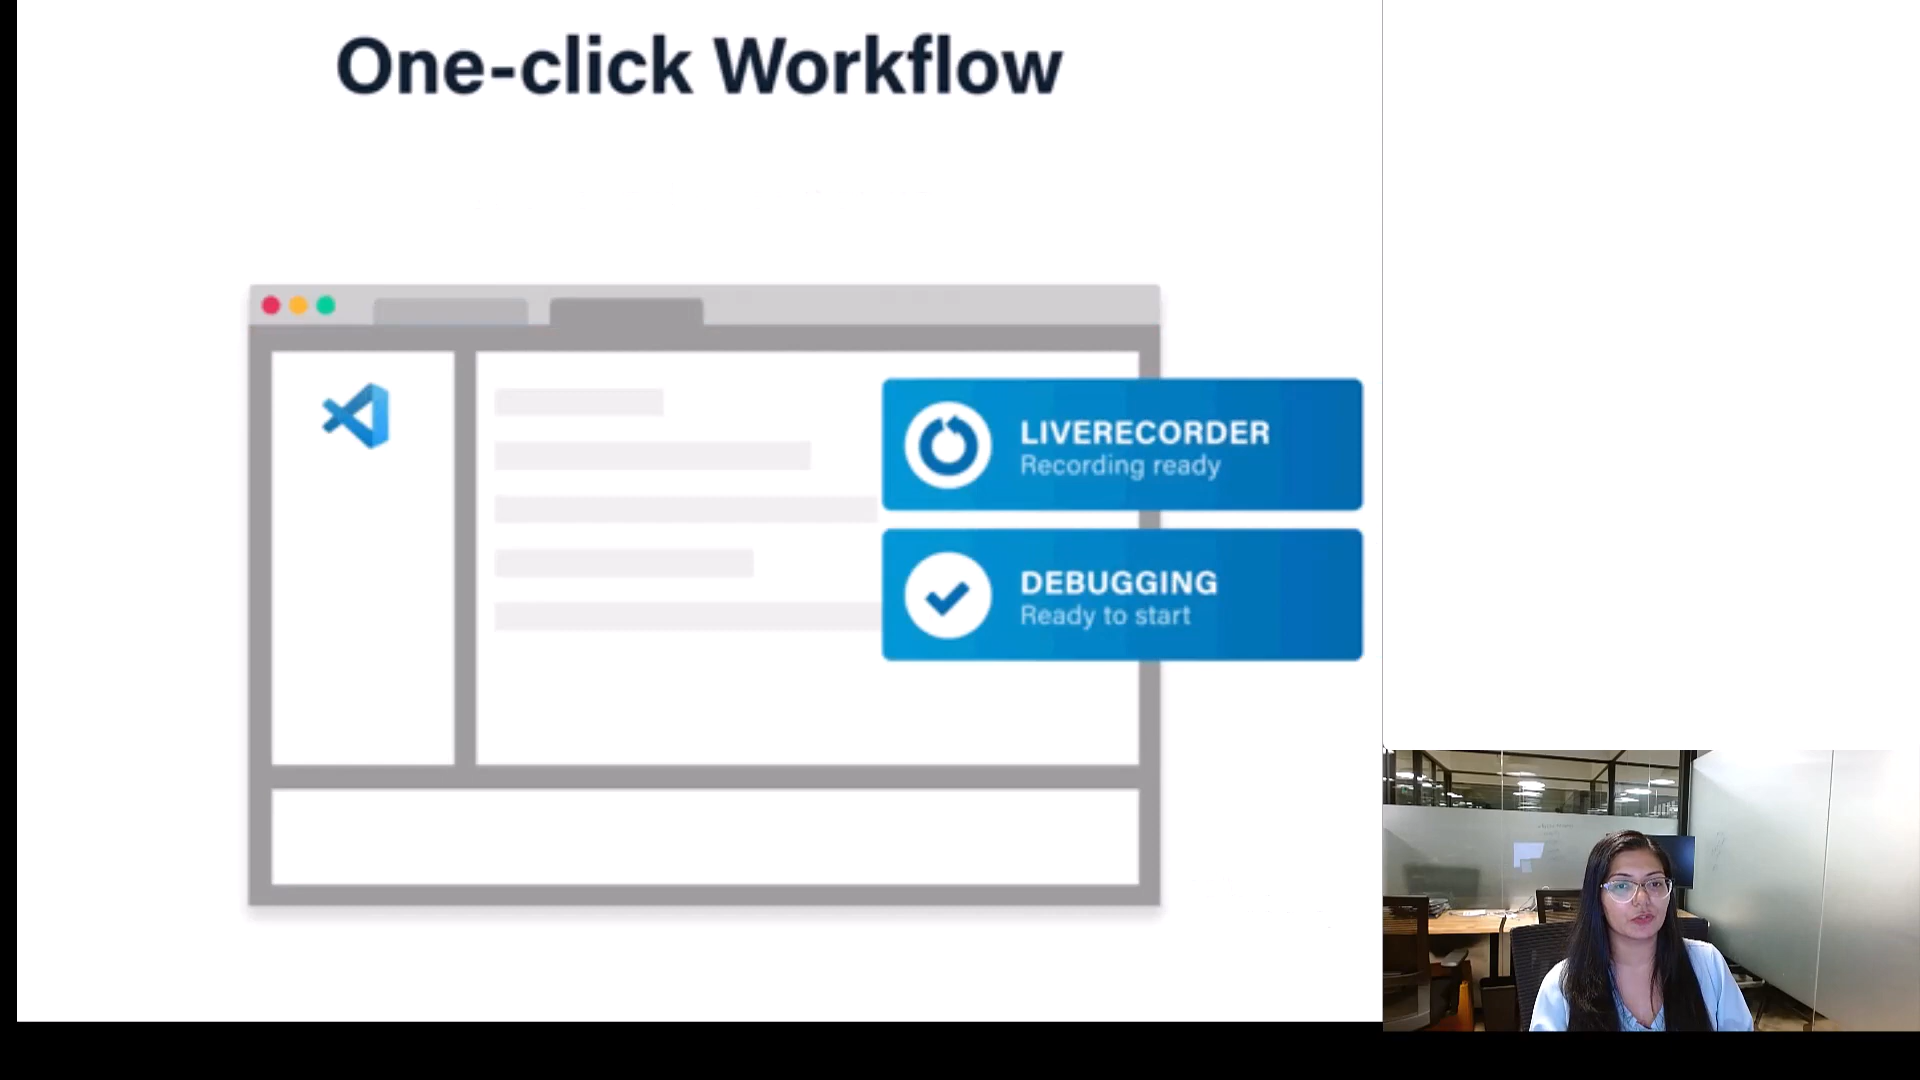 One-click Workflow
LIVERECORDER
Recording ready
DEBUGGING
Ready to start